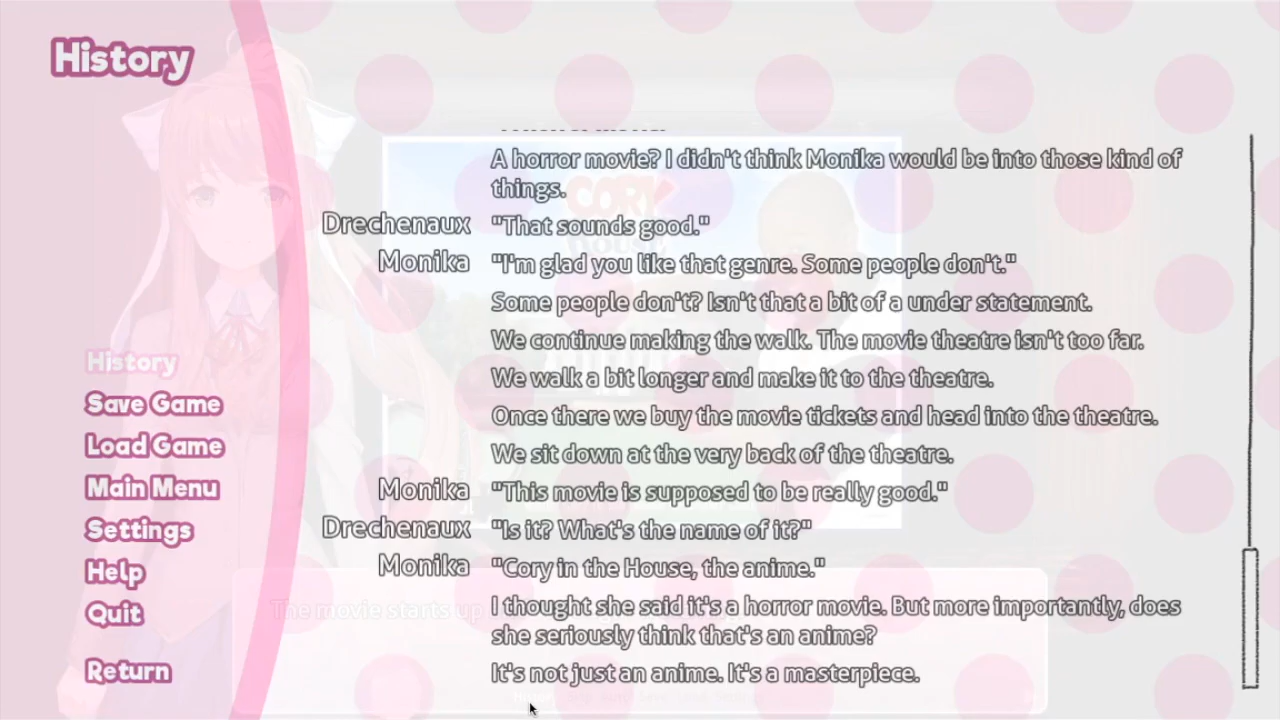 History
A horror movie? I didn't think Monika would be into those kind of
things.
Drechenaux "That sounds good."
Monika "I'm glad you like that genre. Some people don't."
Some people don't? Isn't that a bit of a under statement.
We continue making the walk. The movie theatre isn't too far.
We walk a bit longer and make it to the theatre.
Once there we buy the movie tickets and head into the theatre.
We sit down at the very back of the theatre.
Monika "This movie is supposed to be really good."
Drechenaux "Is it? What's the name of it?"
Monika "Cory in the House, the anime."
I thought she said it's a horror movie. But more importantly, does
she seriously think that's an anime?
It's not just an anime. It's a masterpiece.
History
Save Game
Load Game
Main Menu
Settings
Help
Quit
Return
CORY
HOUSE
The movie starts up
History